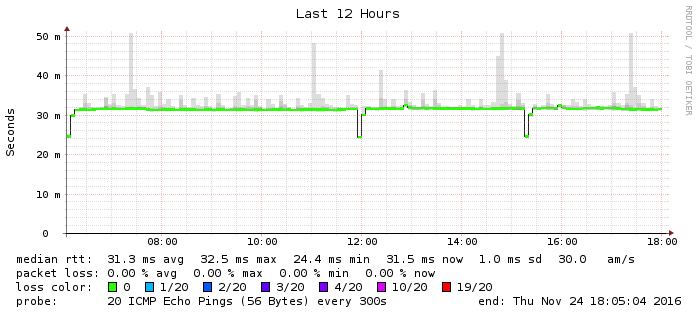 Last 12 Hours
RRDTOOL / TOBI OETIKER
Seconds
50 m
40 m
30 m
20 m
10 m
0
08:00 10:00 12:00 14:00 16:00 18:00
median rtt: 31.3 ms avg 32.5 ms max 24.4 ms min 31.5 ms now 1.0 ms sd 30.0 am/s
packet loss: 0.00 % avg 0.00 % max 0.00 % min 0.00 % now
loss color: 0 1/20 2/20 3/20 4/20 10/20 19/20
probe: 20 ICMP Echo Pings (56 Bytes) every 300s end: Thu Nov 24 18:05:04 2016